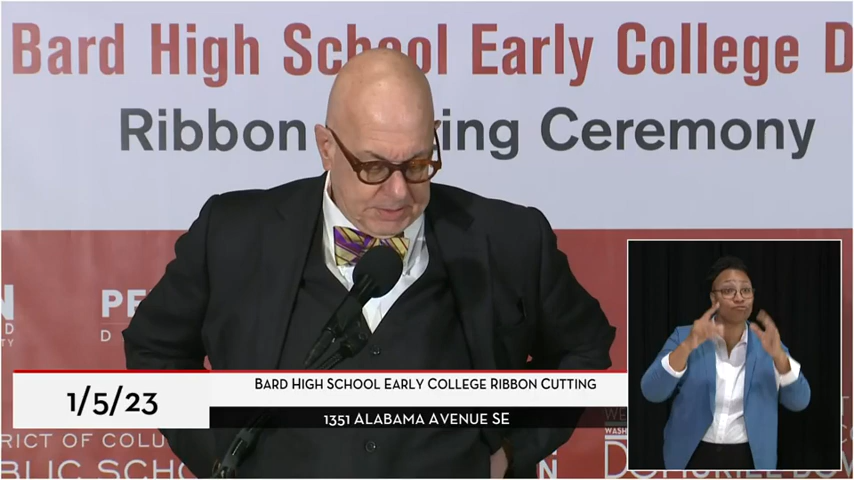 Bard High School Early College D
Ribbon ing Ceremony
1/5/23
BARD HIGH SCHOOL EARLY COLLEGE RIBBON CUTTING
1351 ALABAMA AVENUE SE